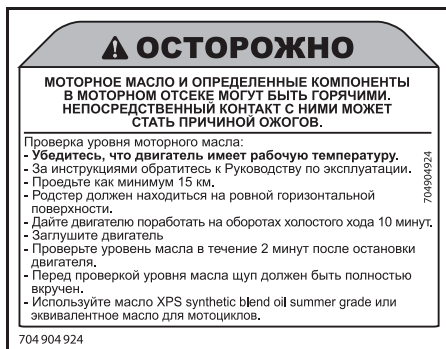 ОСТОРОЖНО
МОТОРНОЕ МАСЛО И ОПРЕДЕЛЕННЫЕ КОМПОНЕНТЫ
В МОТОРНОМ ОТСЕКЕ МОГУТ БЫТЬ ГОРЯЧИМИ.
НЕПОСРЕДСТВЕННЫЙ КОНТАКТ С НИМИ МОЖЕТ
СТАТЬ ПРИЧИНОЙ ОЖОГОВ.
Проверка уровня моторного масла:
- Убедитесь, что двигатель имеет рабочую температуру.
- За инструкциями обратитесь к Руководству по эксплуатации.
- Проедьте как минимум 15 км.
- Родстер должен находиться на ровной горизонтальной
поверхности.
- Дайте двигателю поработать на оборотах холостого хода 10 минут.
- Заглушите двигатель
- Проверьте уровень масла в течение 2 минут после остановки
двигателя.
- Перед проверкой уровня масла щуп должен быть полностью
вкручен.
- Используйте масло XPS synthetic blend oil summer grade или
эквивалентное масло для мотоциклов.
704904924
704 904 924